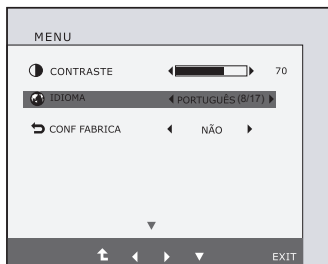 MENU
CONTRASTE 70
IDIOMA PORTUGUÊS (8/17)
CONF FABRICA NÃO
EXIT